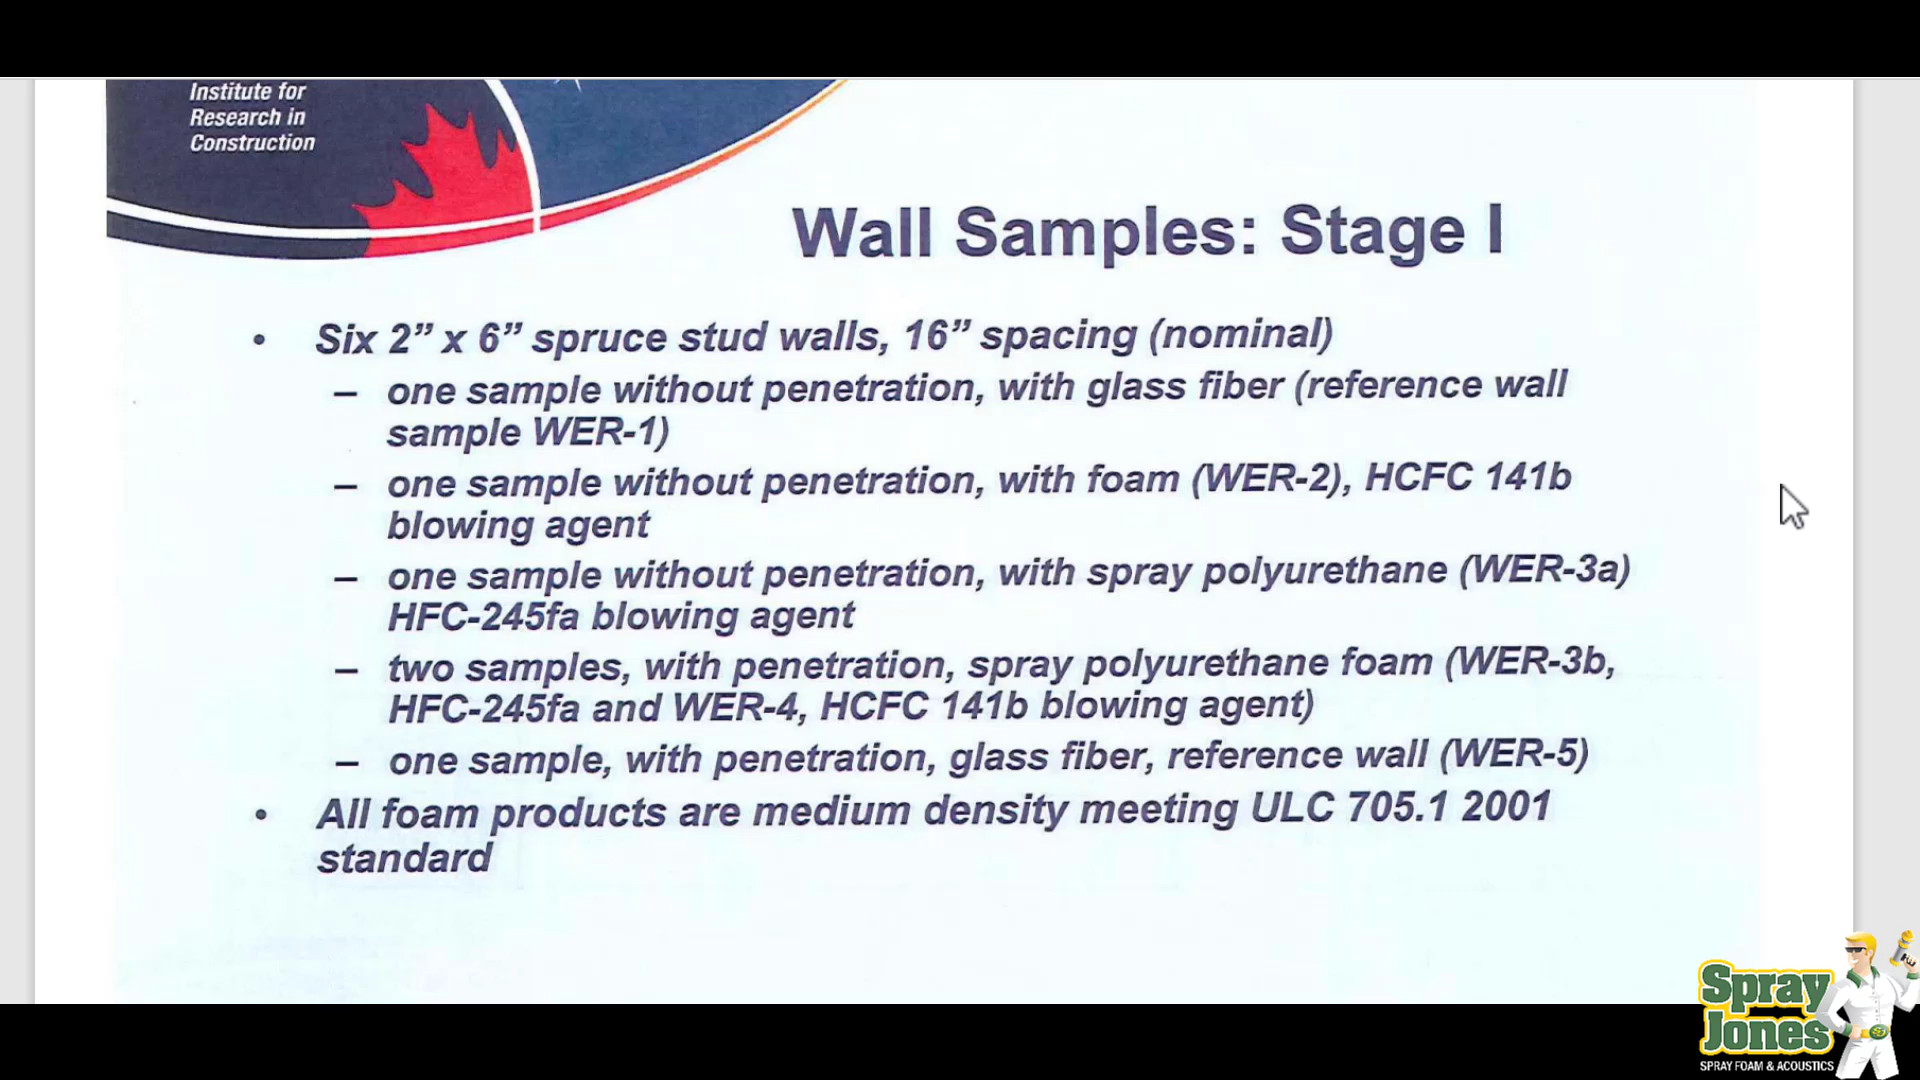 Institute for
Research in
Construction
Wall Samples: Stage I
• Six 2” x 6” spruce stud walls, 16” spacing (nominal)
– one sample without penetration, with glass fiber (reference wall
sample WER-1)
– one sample without penetration, with foam (WER-2), HCFC 141b
blowing agent
– one sample without penetration, with spray polyurethane (WER-3a)
HFC-245fa blowing agent
– two samples, with penetration, spray polyurethane foam (WER-3b,
HFC-245fa and WER-4, HCFC 141b blowing agent)
– one sample, with penetration, glass fiber, reference wall (WER-5)
• All foam products are medium density meeting ULC 705.1 2001
standard
Spray
Jones
SPRAY FOAM & ACOUSTICS